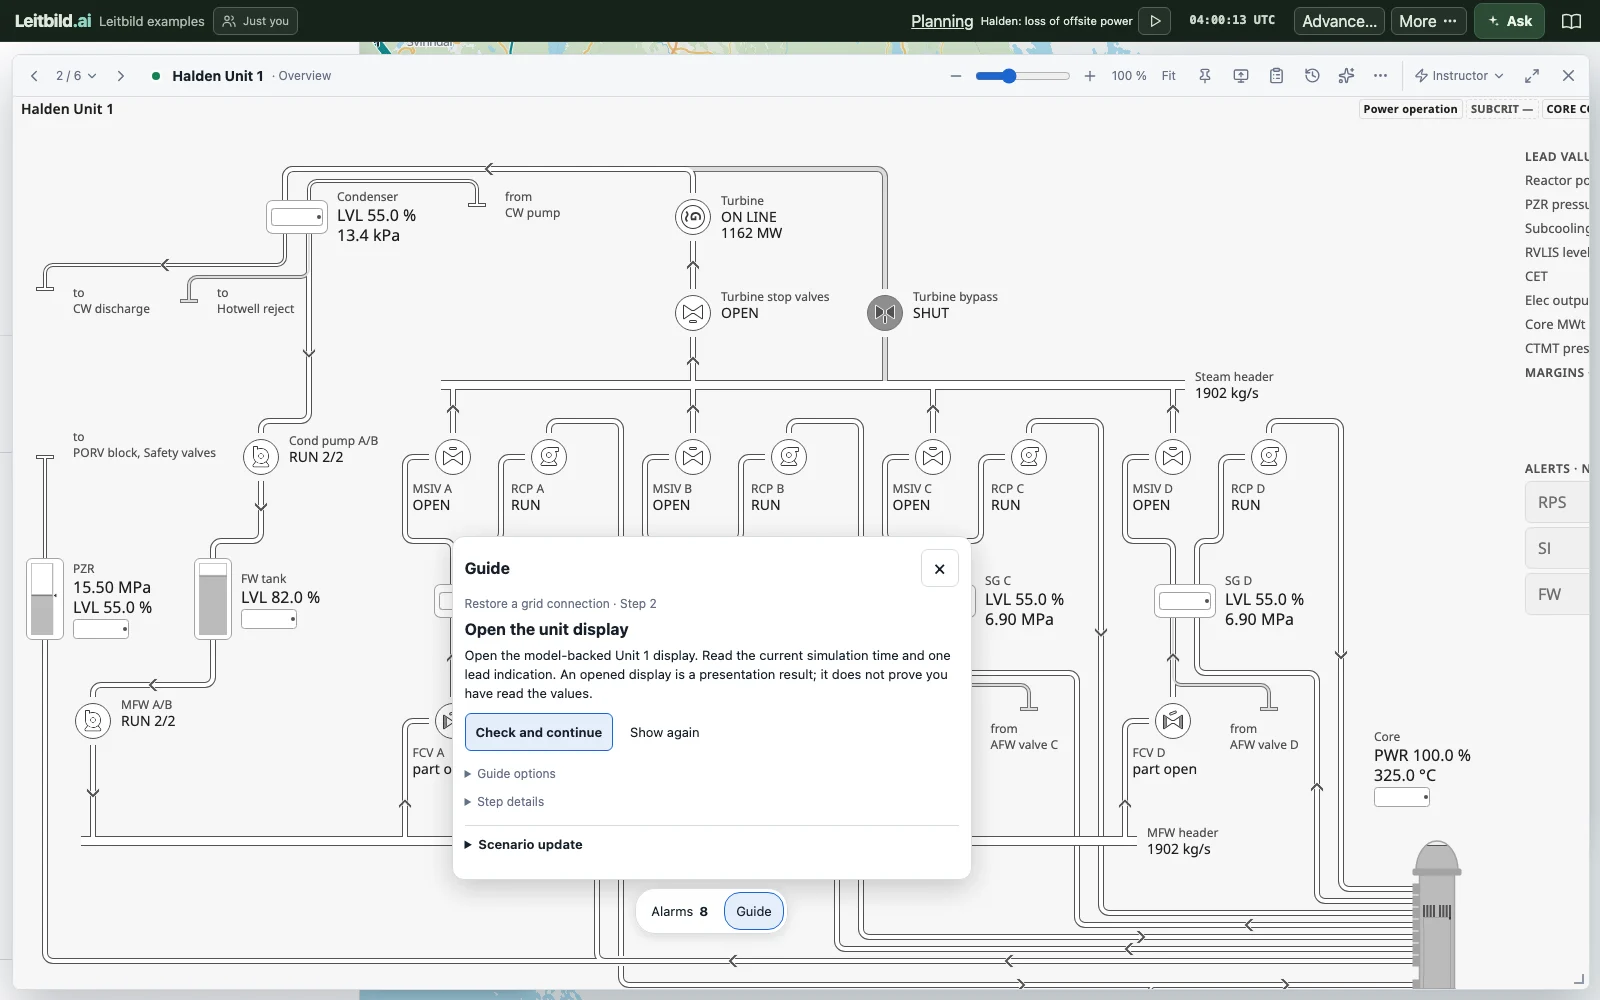 Leitbild.ai Leitbild examples Just you Planning Halden: loss of offsite power 04:00:13 UTC Advance... More Ask
2 / 6 Halden Unit 1 · Overview 100 % Fit Instructor
Halden Unit 1 Power operation SUBCRIT — CORE
LEAD VALU
Reactor po
PZR pressu
Subcooling
RVLIS level
CET
Elec outpu
Core MWt
CTMT pres
MARGINS
ALERTS · N
RPS
SI
FW
Condenser
LVL 55.0 %
13.4 kPa
from
CW pump
Turbine
ON LINE
1162 MW
to
CW discharge
to
Hotwell reject
Turbine stop valves
OPEN
Turbine bypass
SHUT
Steam header
1902 kg/s
to
PORV block, Safety valves
Cond pump A/B
RUN 2/2
MSIV A
OPEN
RCP A
RUN
MSIV B
OPEN
RCP B
RUN
MSIV C
OPEN
RCP C
RUN
MSIV D
OPEN
RCP D
RUN
PZR
15.50 MPa
LVL 55.0 %
FW tank
LVL 82.0 %
SG C
LVL 55.0 %
6.90 MPa
SG D
LVL 55.0 %
6.90 MPa
MFW A/B
RUN 2/2
FCV A
part o
from
AFW valve C
FCV D
part open
from
AFW valve D
Core
PWR 100.0 %
325.0 °C
MFW header
1902 kg/s
Guide
Restore a grid connection · Step 2
Open the unit display
Open the model-backed Unit 1 display. Read the current simulation time and one
lead indication. An opened display is a presentation result; it does not prove you
have read the values.
Check and continue Show again
Guide options
Step details
Scenario update
Alarms 8 Guide